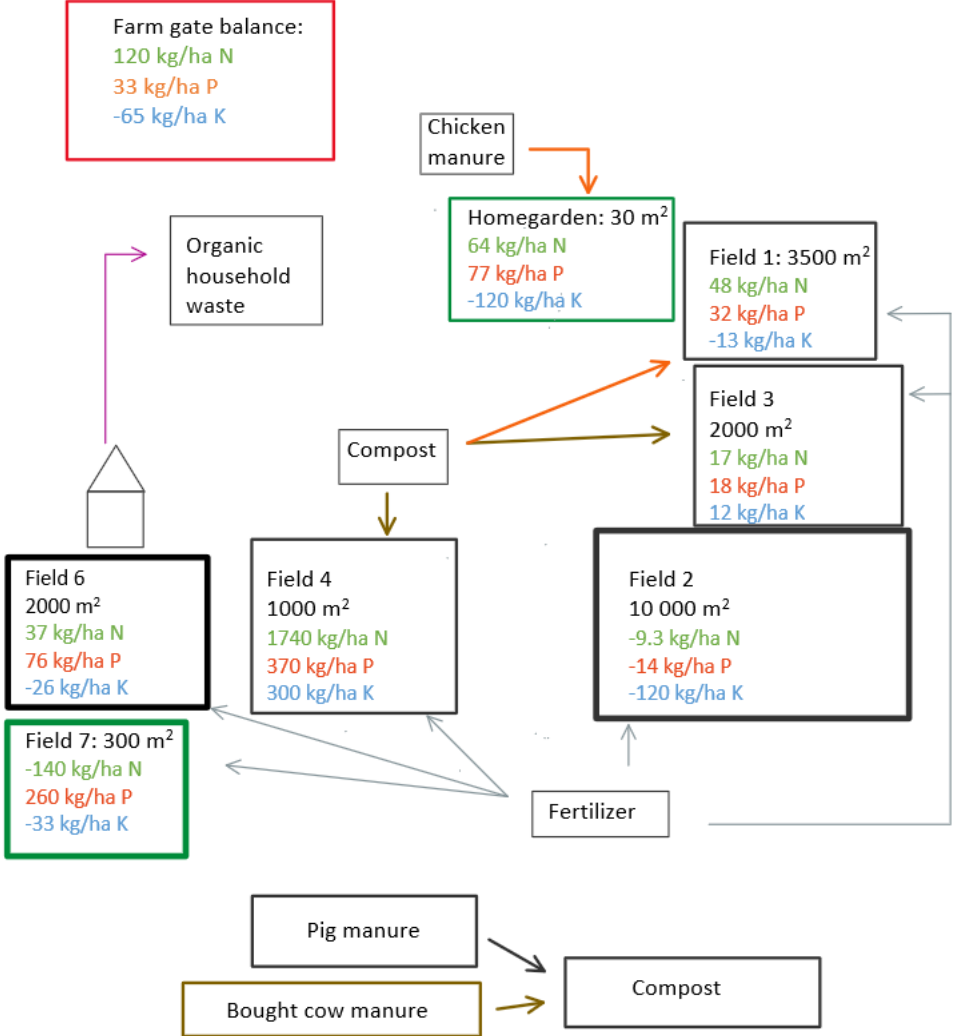 Farm gate balance:
120 kg/ha N
33 kg/ha P
-65 kg/ha K
Chicken
manure
Homegarden: 30 m²
64 kg/ha N
77 kg/ha P
-120 kg/ha K
Organic
household
waste
Field 1: 3500 m²
48 kg/ha N
32 kg/ha P
-13 kg/ha K
Field 3
2000 m²
17 kg/ha N
18 kg/ha P
12 kg/ha K
Compost
Field 6
2000 m²
37 kg/ha N
76 kg/ha P
-26 kg/ha K
Field 4
1000 m²
1740 kg/ha N
370 kg/ha P
300 kg/ha K
Field 2
10 000 m²
-9.3 kg/ha N
-14 kg/ha P
-120 kg/ha K
Field 7: 300 m²
-140 kg/ha N
260 kg/ha P
-33 kg/ha K
Fertilizer
Pig manure
Bought cow manure
Compost